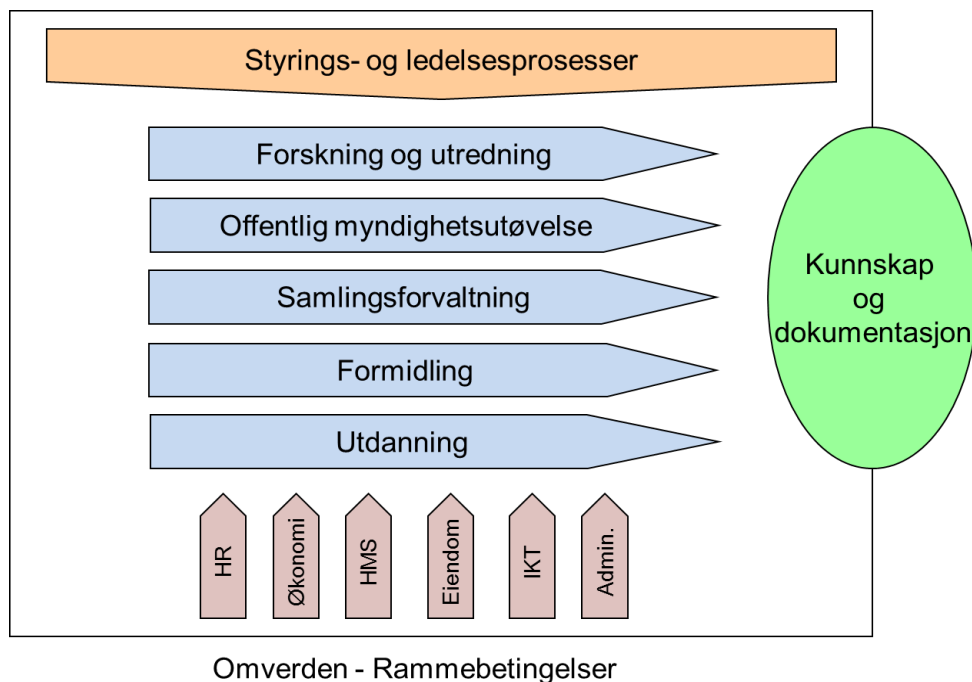 Styrings- og ledelsesprosesser
Forskning og utredning
Offentlig myndighetsutøvelse
Samlingsforvaltning
Formidling
Utdanning
Kunnskap
og
dokumentasjon
HR
Økonomi
HMS
Eiendom
IKT
Admin.
Omverden - Rammebetingelser